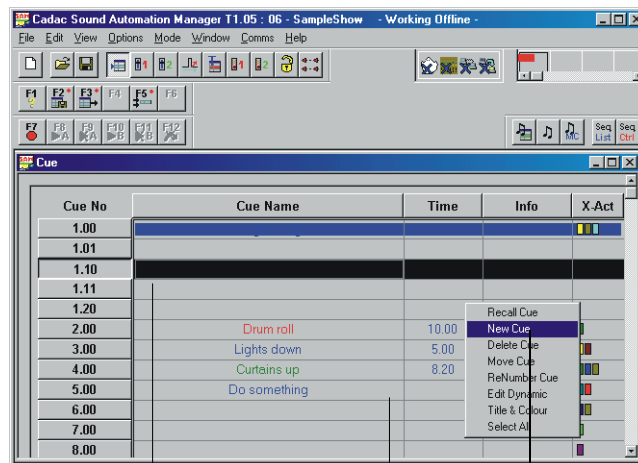 Cadac Sound Automation Manager T1.05 : 06 - SampleShow - Working Offline -
File Edit View Options Mode Window Comms Help
F1 F2 F3 F4 F5 F6
F7 F8 F9 F10 F11 F12
A A B B
MC Seq List Seq Ctrl
Cue
Cue No Cue Name Time Info X-Act
1.00
1.01
1.10
1.11
1.20
Recall Cue
2.00 Drum roll 10.00 New Cue
3.00 Lights down 5.00 Delete Cue
Move Cue
4.00 Curtains up 8.20 ReNumber Cue
5.00 Do something Edit Dynamic
6.00 Title & Colour
7.00 Select All
8.00